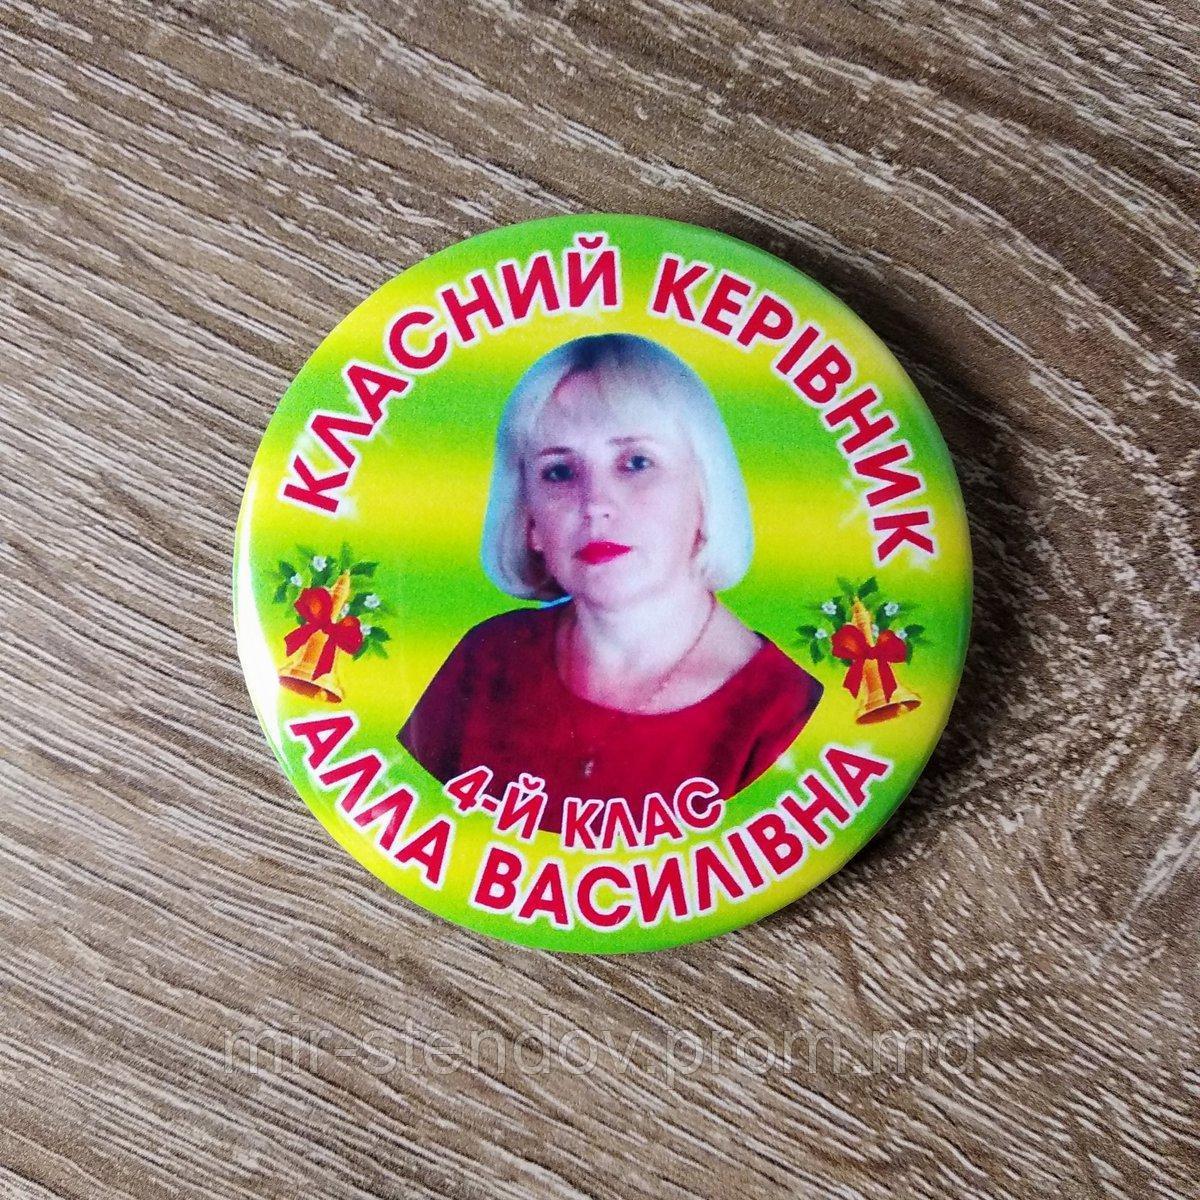 КЛАСНИЙ КЕРІВНИК
4-Й КЛАС
АЛЛА ВАСИЛІВНА
mir-stendov.prom.md